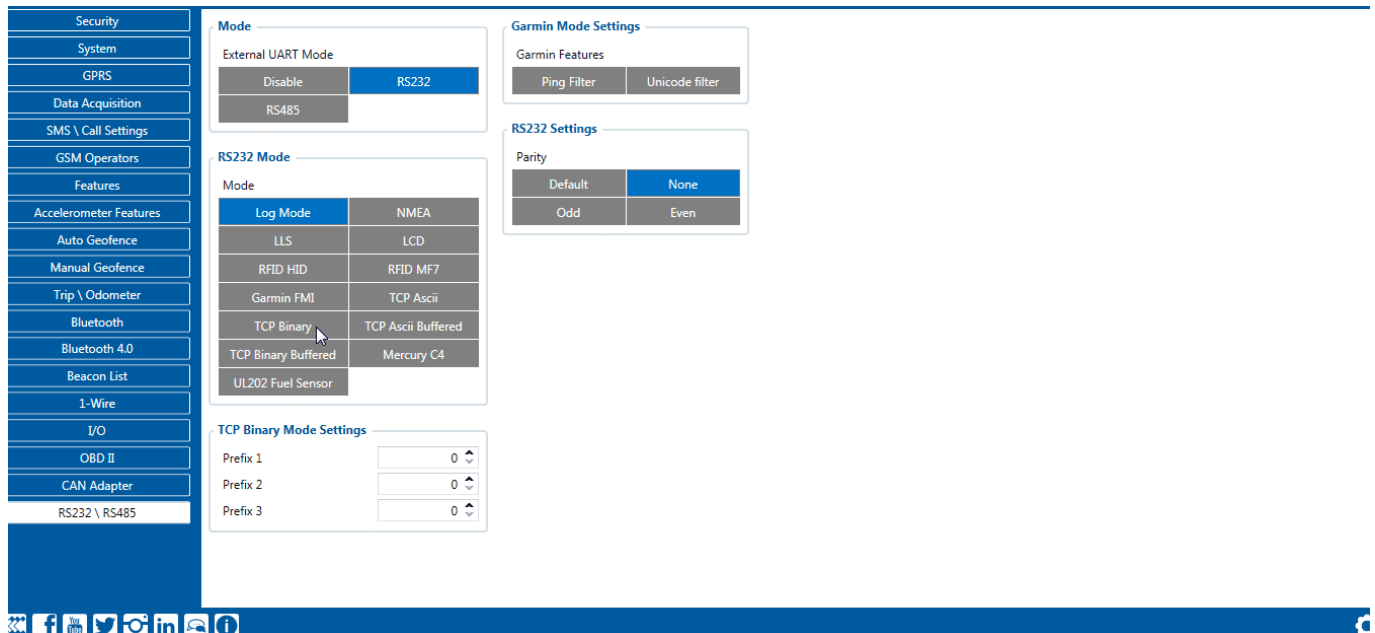 Security
System
GPRS
Data Acquisition
SMS \ Call Settings
GSM Operators
Features
Accelerometer Features
Auto Geofence
Manual Geofence
Trip \ Odometer
Bluetooth
Bluetooth 4.0
Beacon List
1-Wire
I/O
OBD II
CAN Adapter
RS232 \ RS485
Mode
External UART Mode
Disable RS232
RS485
RS232 Mode
Mode
Log Mode NMEA
LLS LCD
RFID HID RFID MF7
Garmin FMI TCP Ascii
TCP Binary TCP Ascii Buffered
TCP Binary Buffered Mercury C4
UL202 Fuel Sensor
TCP Binary Mode Settings
Prefix 1 0
Prefix 2 0
Prefix 3 0
Garmin Mode Settings
Garmin Features
Ping Filter Unicode filter
RS232 Settings
Parity
Default None
Odd Even
You
Tube